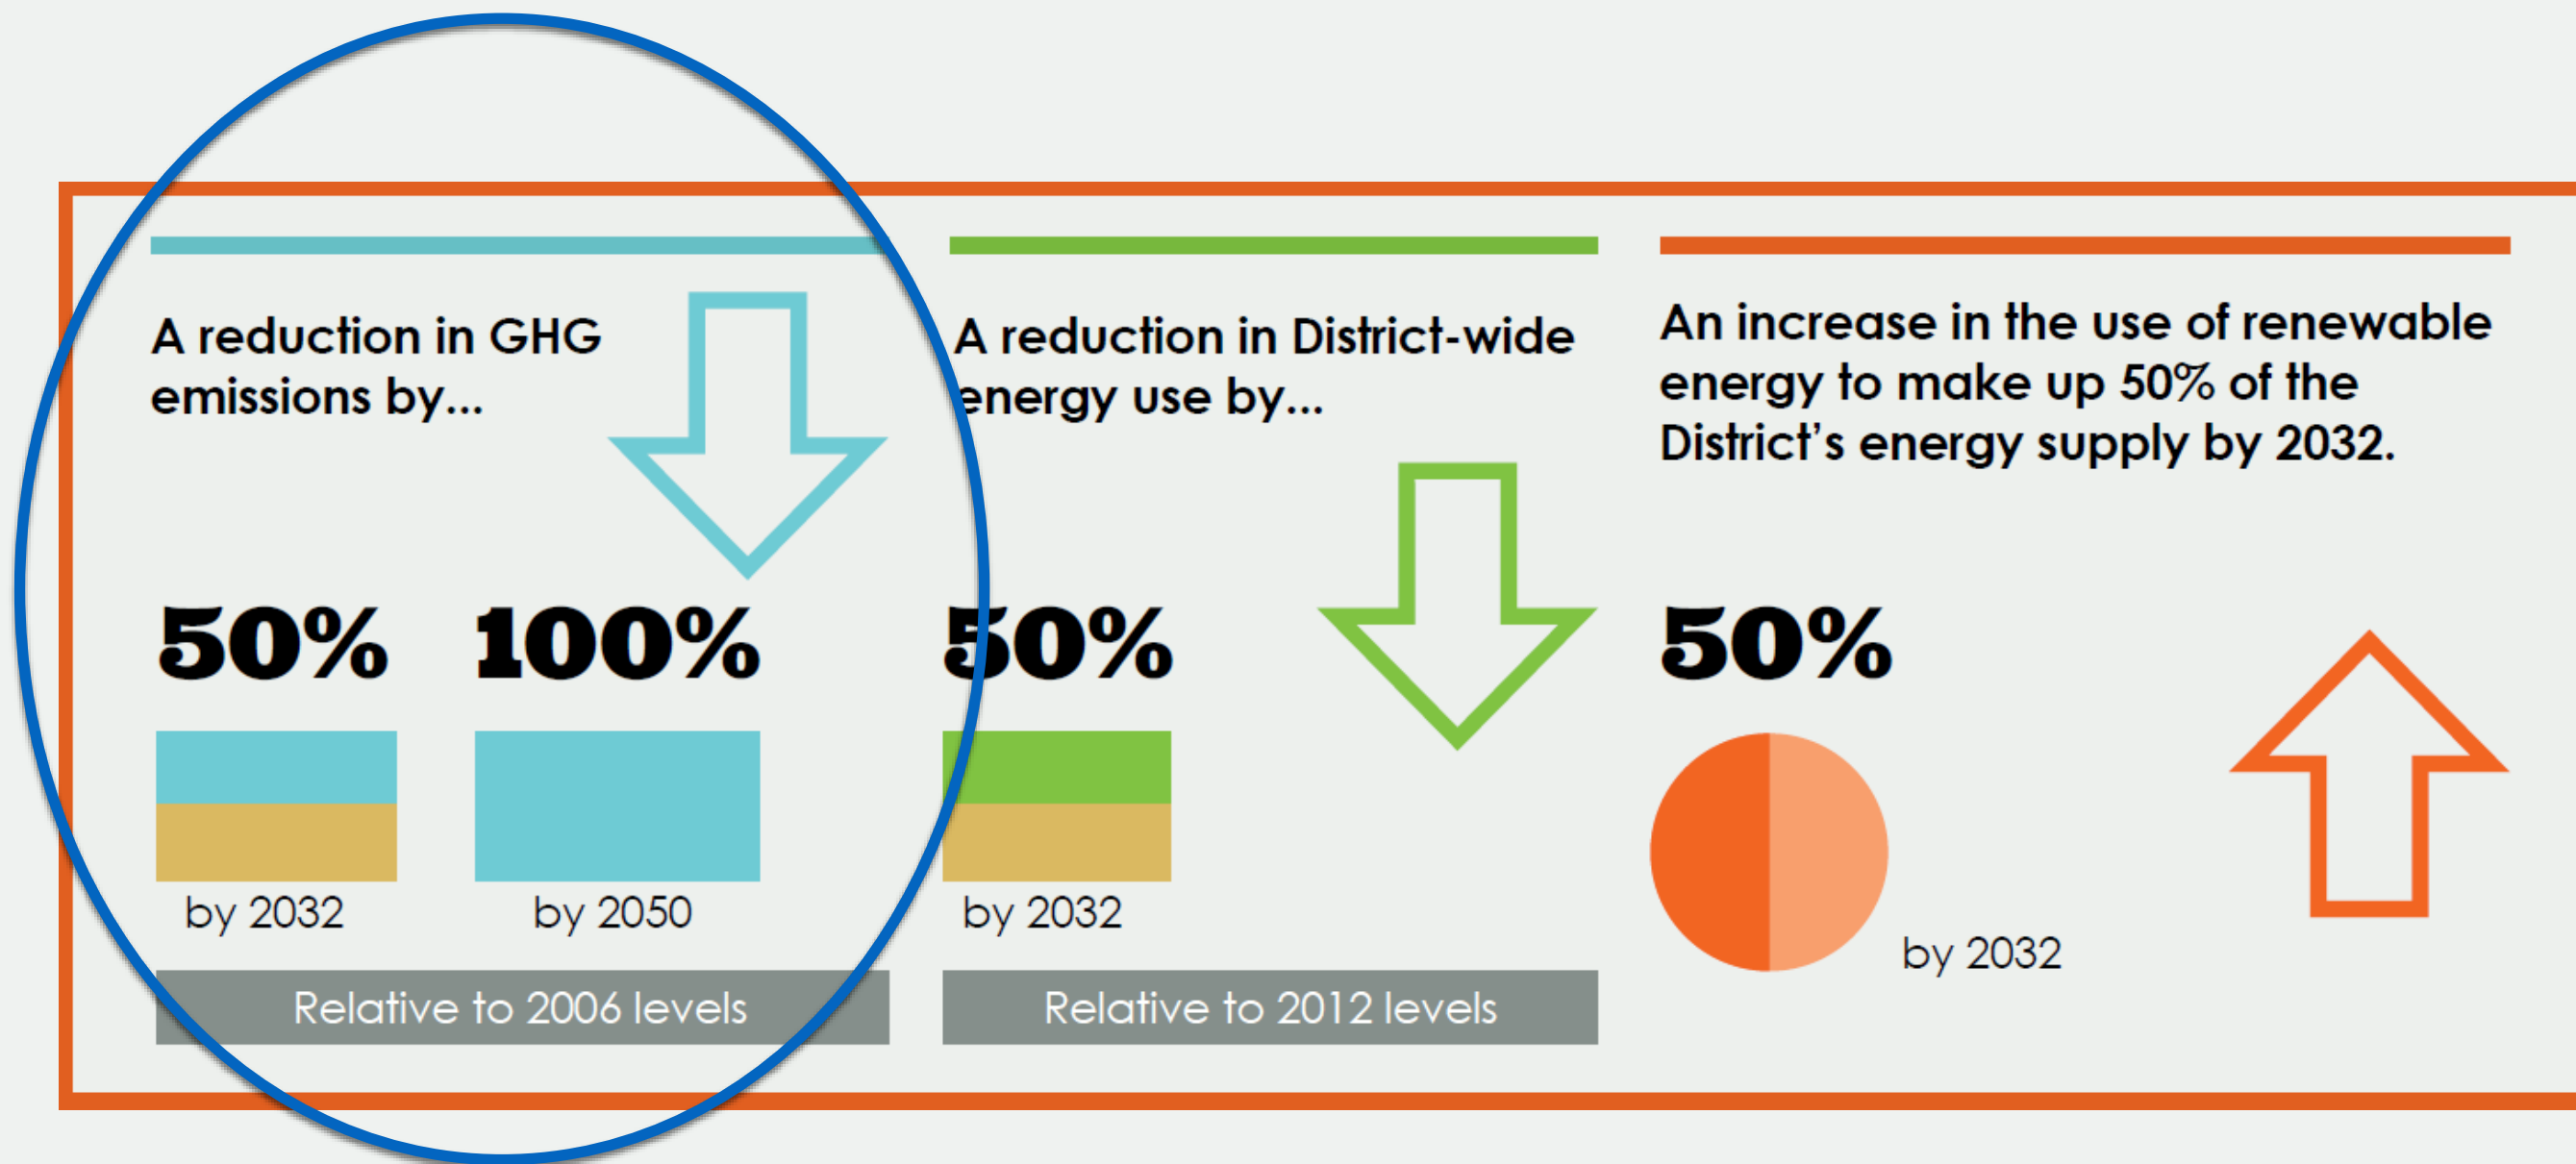 A reduction in GHG
emissions by...
50% 100%
by 2032 by 2050
Relative to 2006 levels
A reduction in District-wide
energy use by...
50%
by 2032
Relative to 2012 levels
An increase in the use of renewable
energy to make up 50% of the
District’s energy supply by 2032.
50%
by 2032